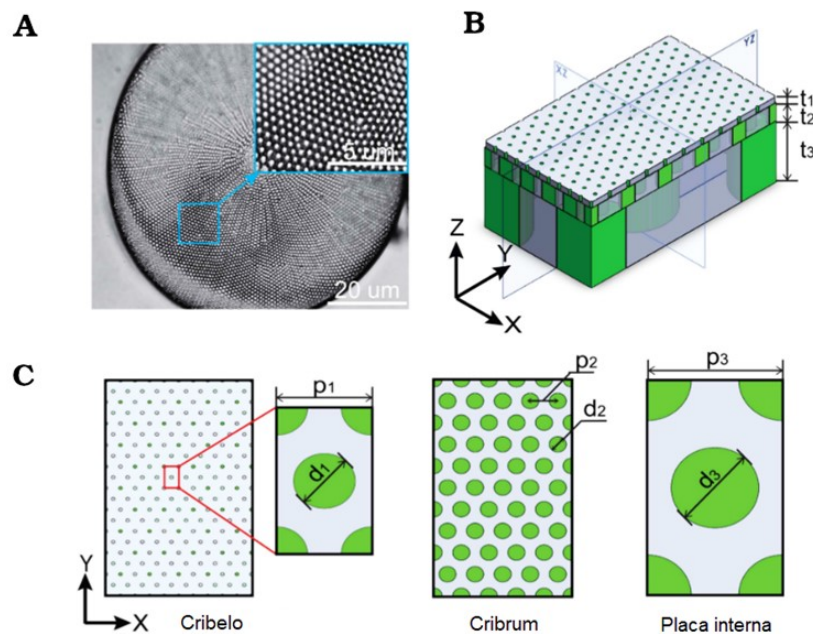 A
5 um
20 um
B
XZ
YZ
t1
t2
t3
Z
Y
X
C
p1
d1
p2
d2
p3
d3
Y
X
Cribelo
Cribrum
Placa interna